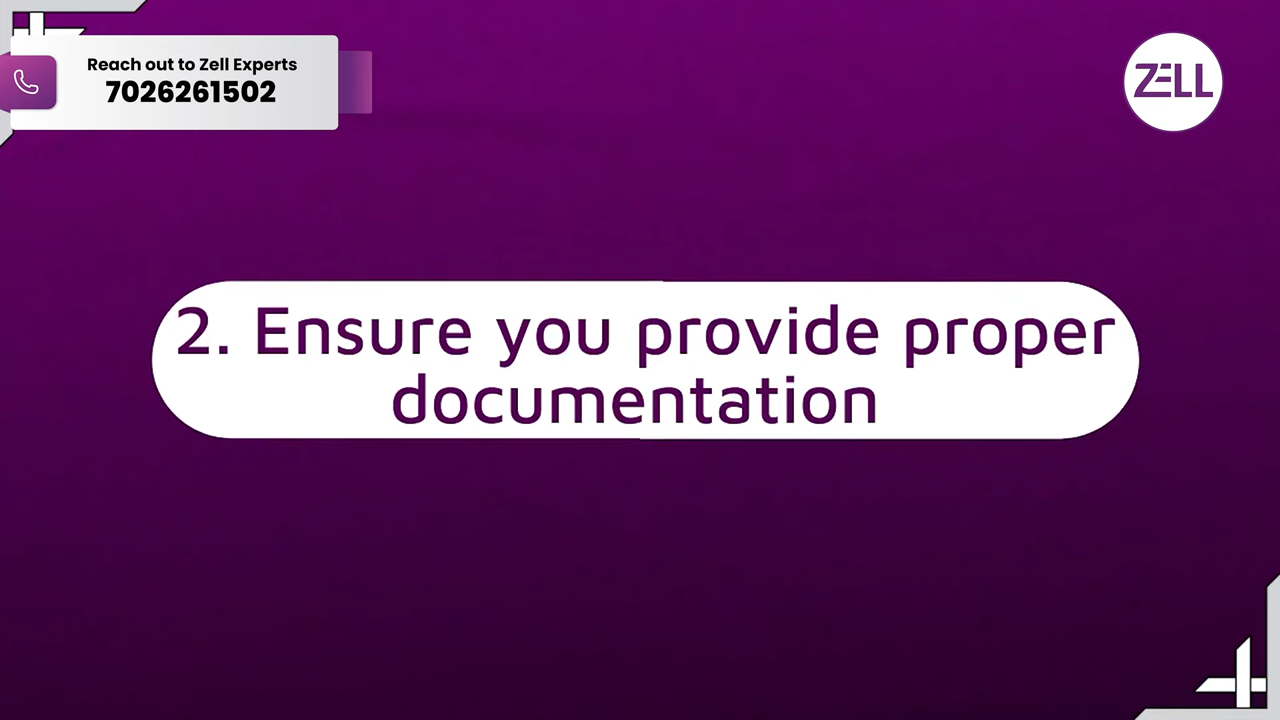 Reach out to Zell Experts
7026261502
ZELL
2. Ensure you provide proper
documentation